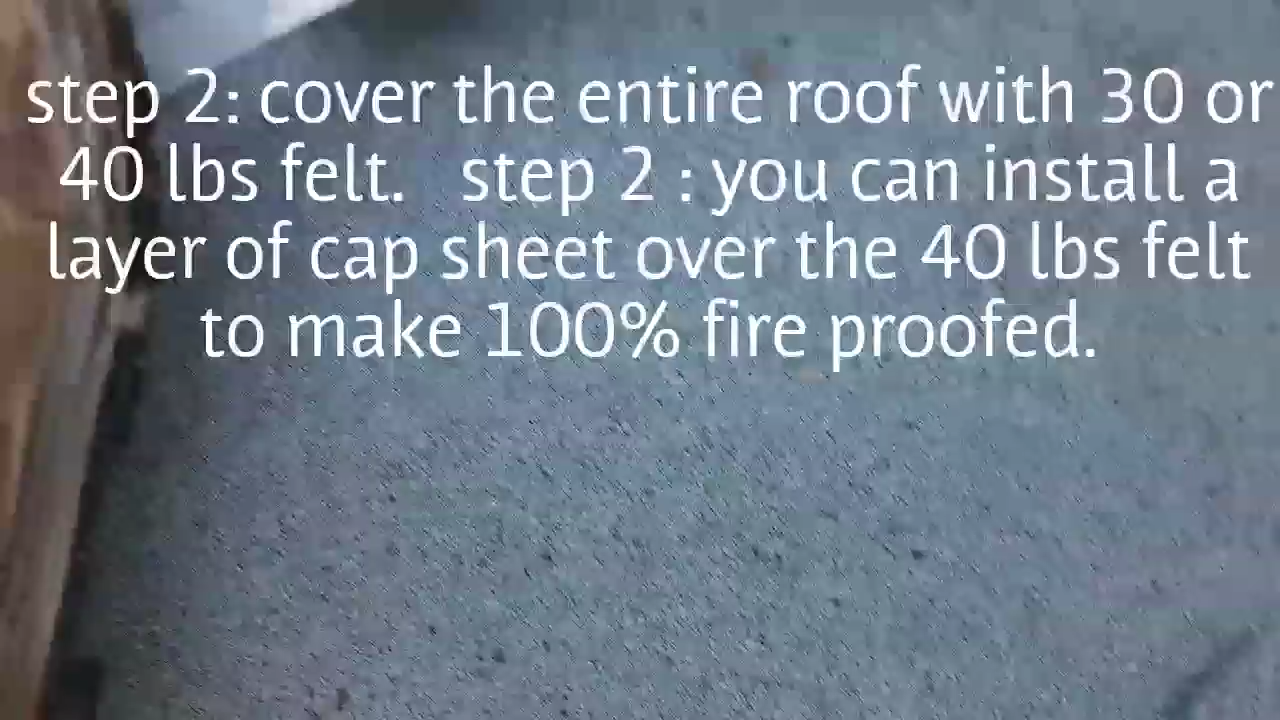 step 2: cover the entire roof with 30 or
40 lbs felt.   step 2 : you can install a
layer of cap sheet over the 40 lbs felt
to make 100% fire proofed.